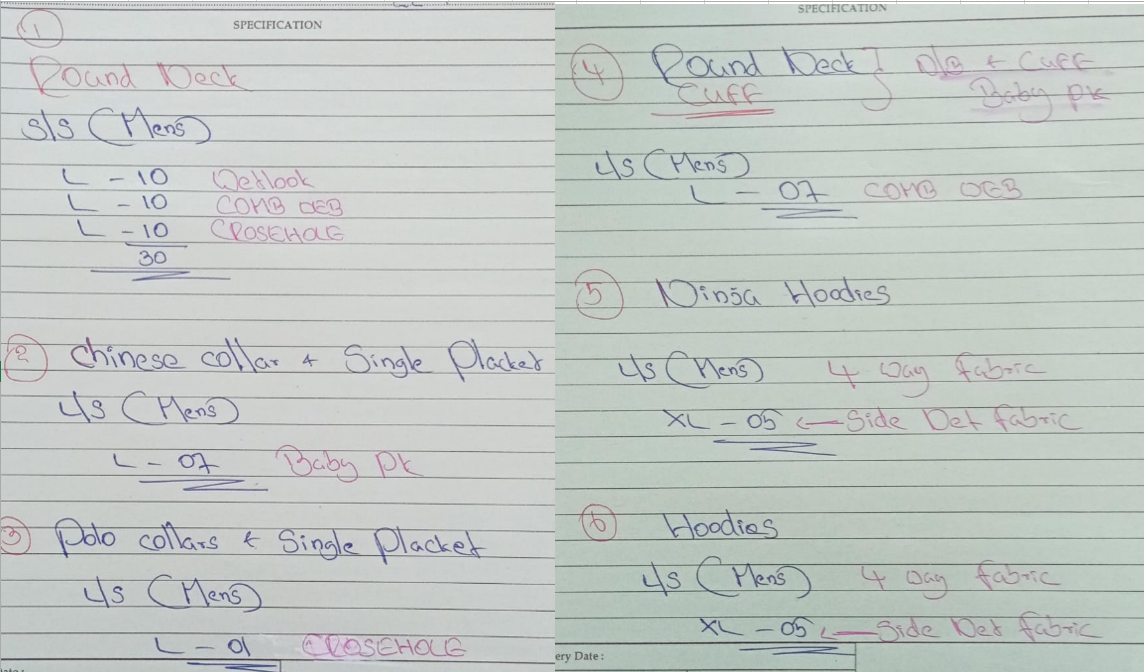 SPECIFICATION
1
Round Neck
S/S (Mens)
L - 10 Wetlook
L - 10 COMB OEB
L - 10 CROSEHOLE
30
2 Chinese collar & Single Placket
L/S (Mens)
L - 07 Baby PK
3 Polo collars & Single Placket
L/S (Mens)
L - 01 CROSEHOLE
SPECIFICATION
4 Round Neck & Cuff
Cuff Baby PK
L/S (Mens)
L - 07 COMB OEB
5 Ninja Hoodies
L/S (Mens) 4 way fabric
XL - 05 ← Side Net fabric
6 Hoodies
L/S (Mens) 4 way fabric
XL - 05 ← Side Net fabric
ery Date :